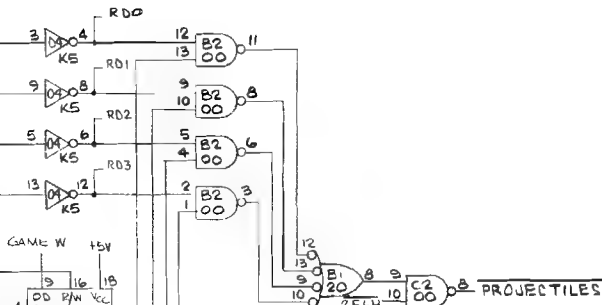 RD0
3 04 4 K5
12 13 B2 00 11
RD1
9 04 8 K5
9 10 B2 00 8
RD2
5 04 6 K5
5 4 B2 00 6
RD3
13 04 12 K5
2 1 B2 00 3
GAME W +5V
9 16 18
OD R/W VCC
12 13 9 10 B1 20 8
9 10 C2 00 8 PROJECTILES